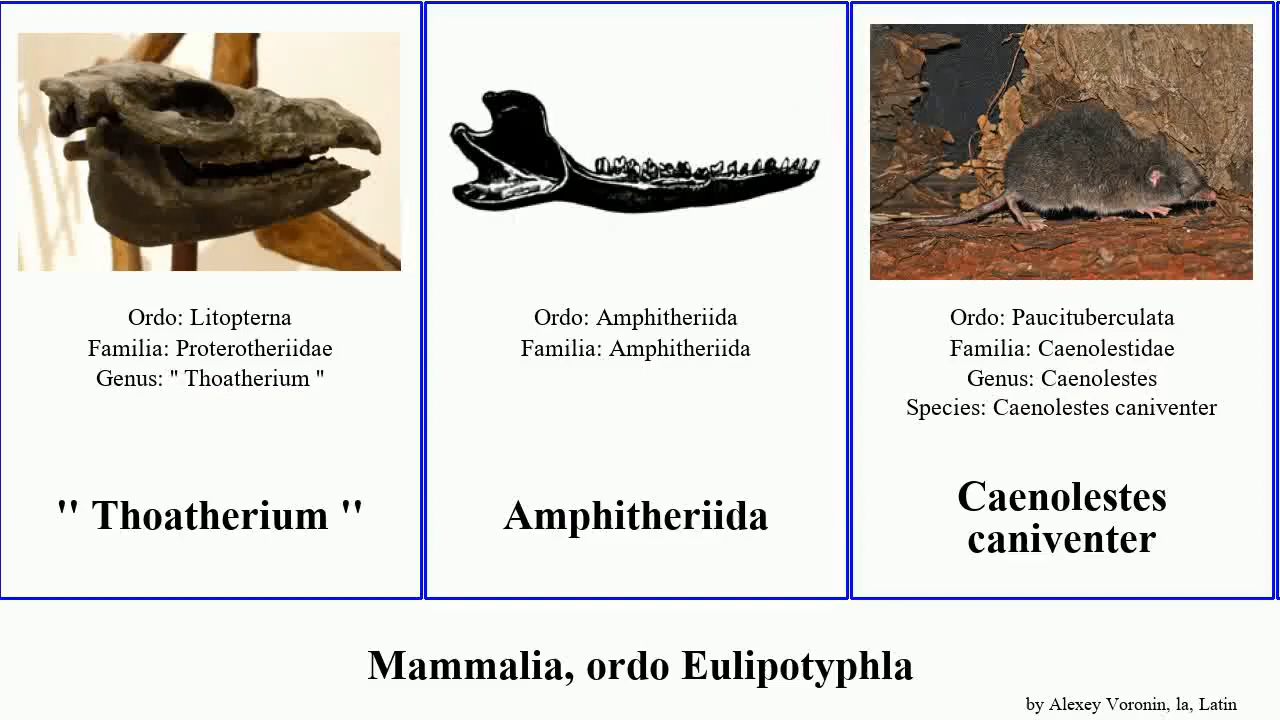 Ordo: Litopterna
Familia: Proterotheriidae
Genus: " Thoatherium "
" Thoatherium "
Ordo: Amphitheriida
Familia: Amphitheriida
Amphitheriida
Ordo: Paucituberculata
Familia: Caenolestidae
Genus: Caenolestes
Species: Caenolestes caniventer
Caenolestes
caniventer
Mammalia, ordo Eulipotyphla
by Alexey Voronin, la, Latin